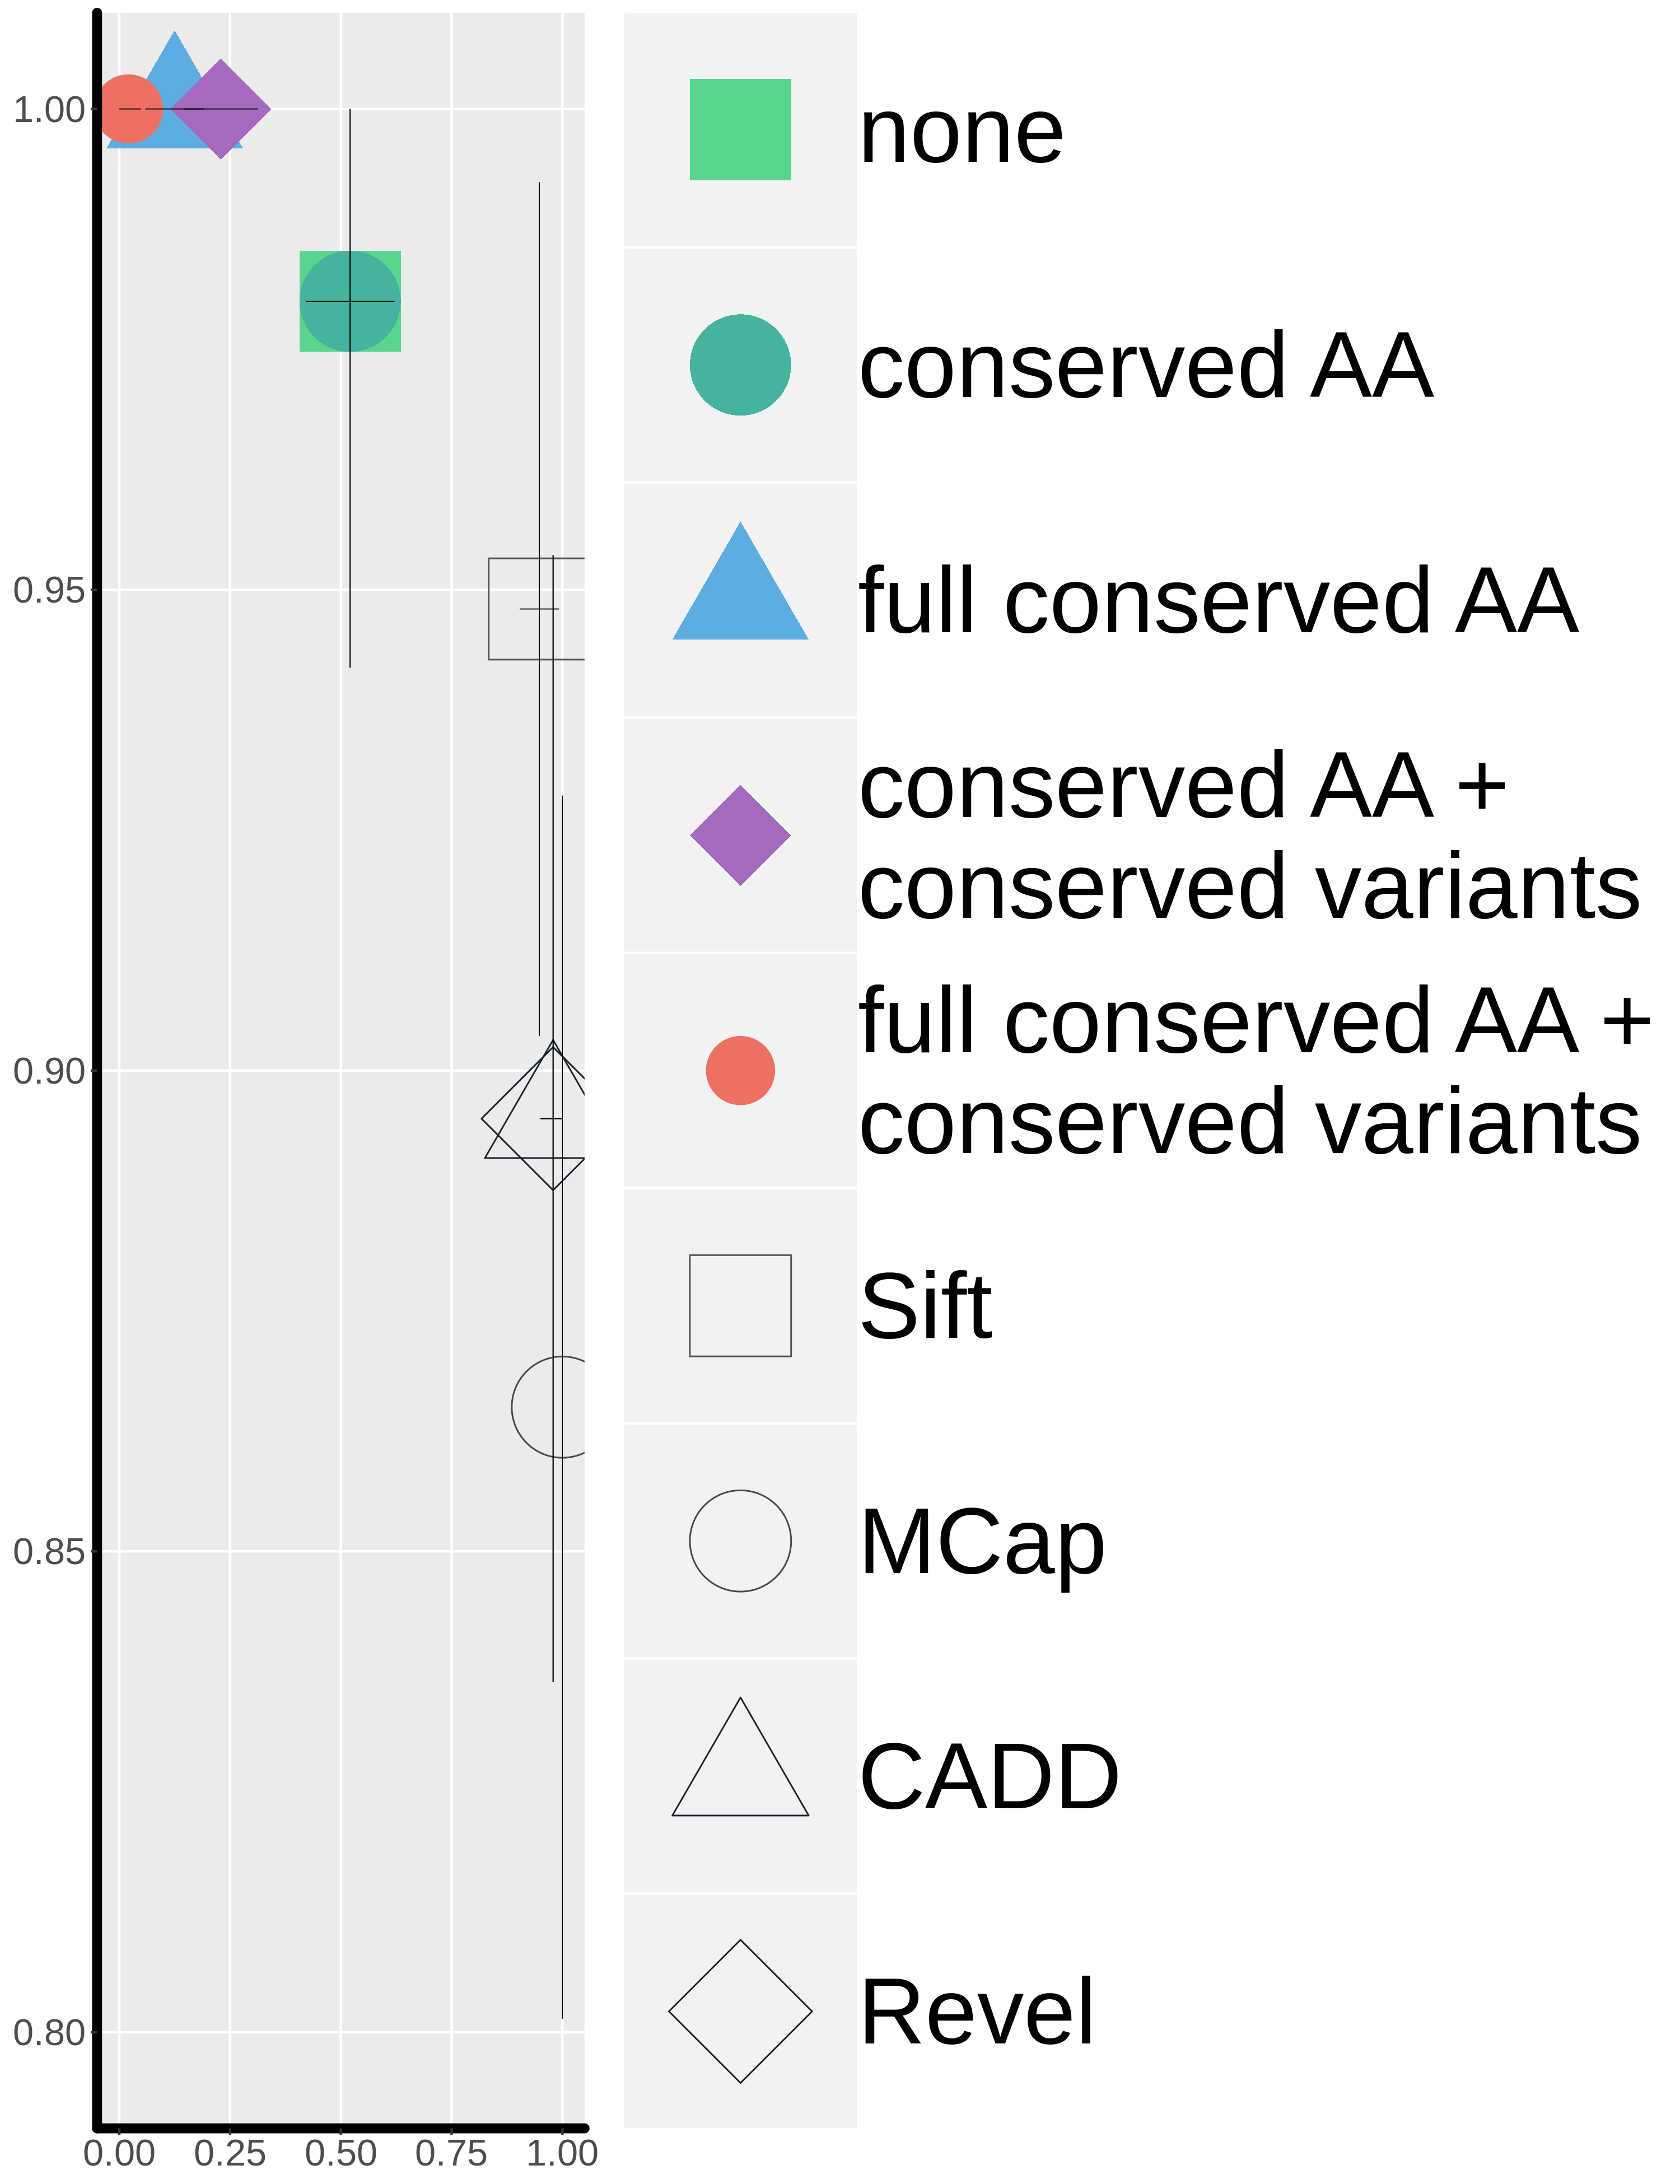 1.00
0.95
0.90
0.85
0.80
0.00 0.25 0.50 0.75 1.00
none
conserved AA
full conserved AA
conserved AA +
conserved variants
full conserved AA +
conserved variants
Sift
MCap
CADD
Revel